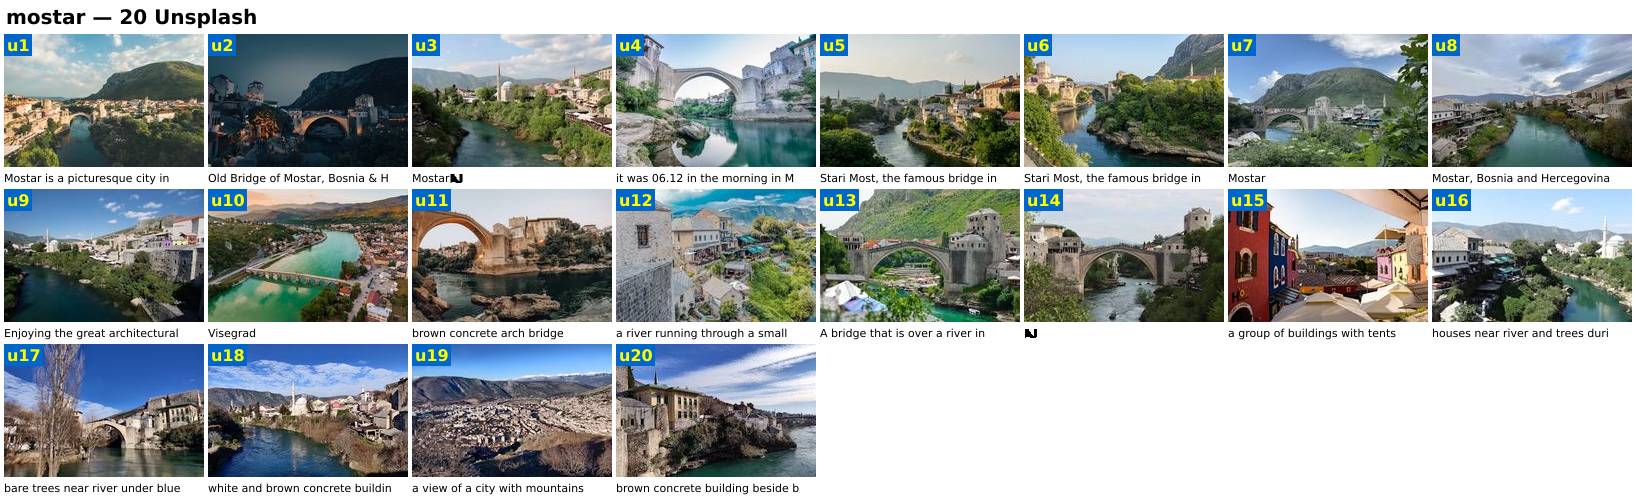 mostar — 20 Unsplash
u1
u2
u3
u4
u5
u6
u7
u8
Mostar is a picturesque city in
Old Bridge of Mostar, Bosnia & H
Mostar
it was 06.12 in the morning in M
Stari Most, the famous bridge in
Stari Most, the famous bridge in
Mostar
Mostar, Bosnia and Hercegovina
u9
u10
u11
u12
u13
u14
u15
u16
Enjoying the great architectural
Visegrad
brown concrete arch bridge
a river running through a small
A bridge that is over a river in
a group of buildings with tents
houses near river and trees duri
u17
u18
u19
u20
bare trees near river under blue
white and brown concrete buildin
a view of a city with mountains
brown concrete building beside b